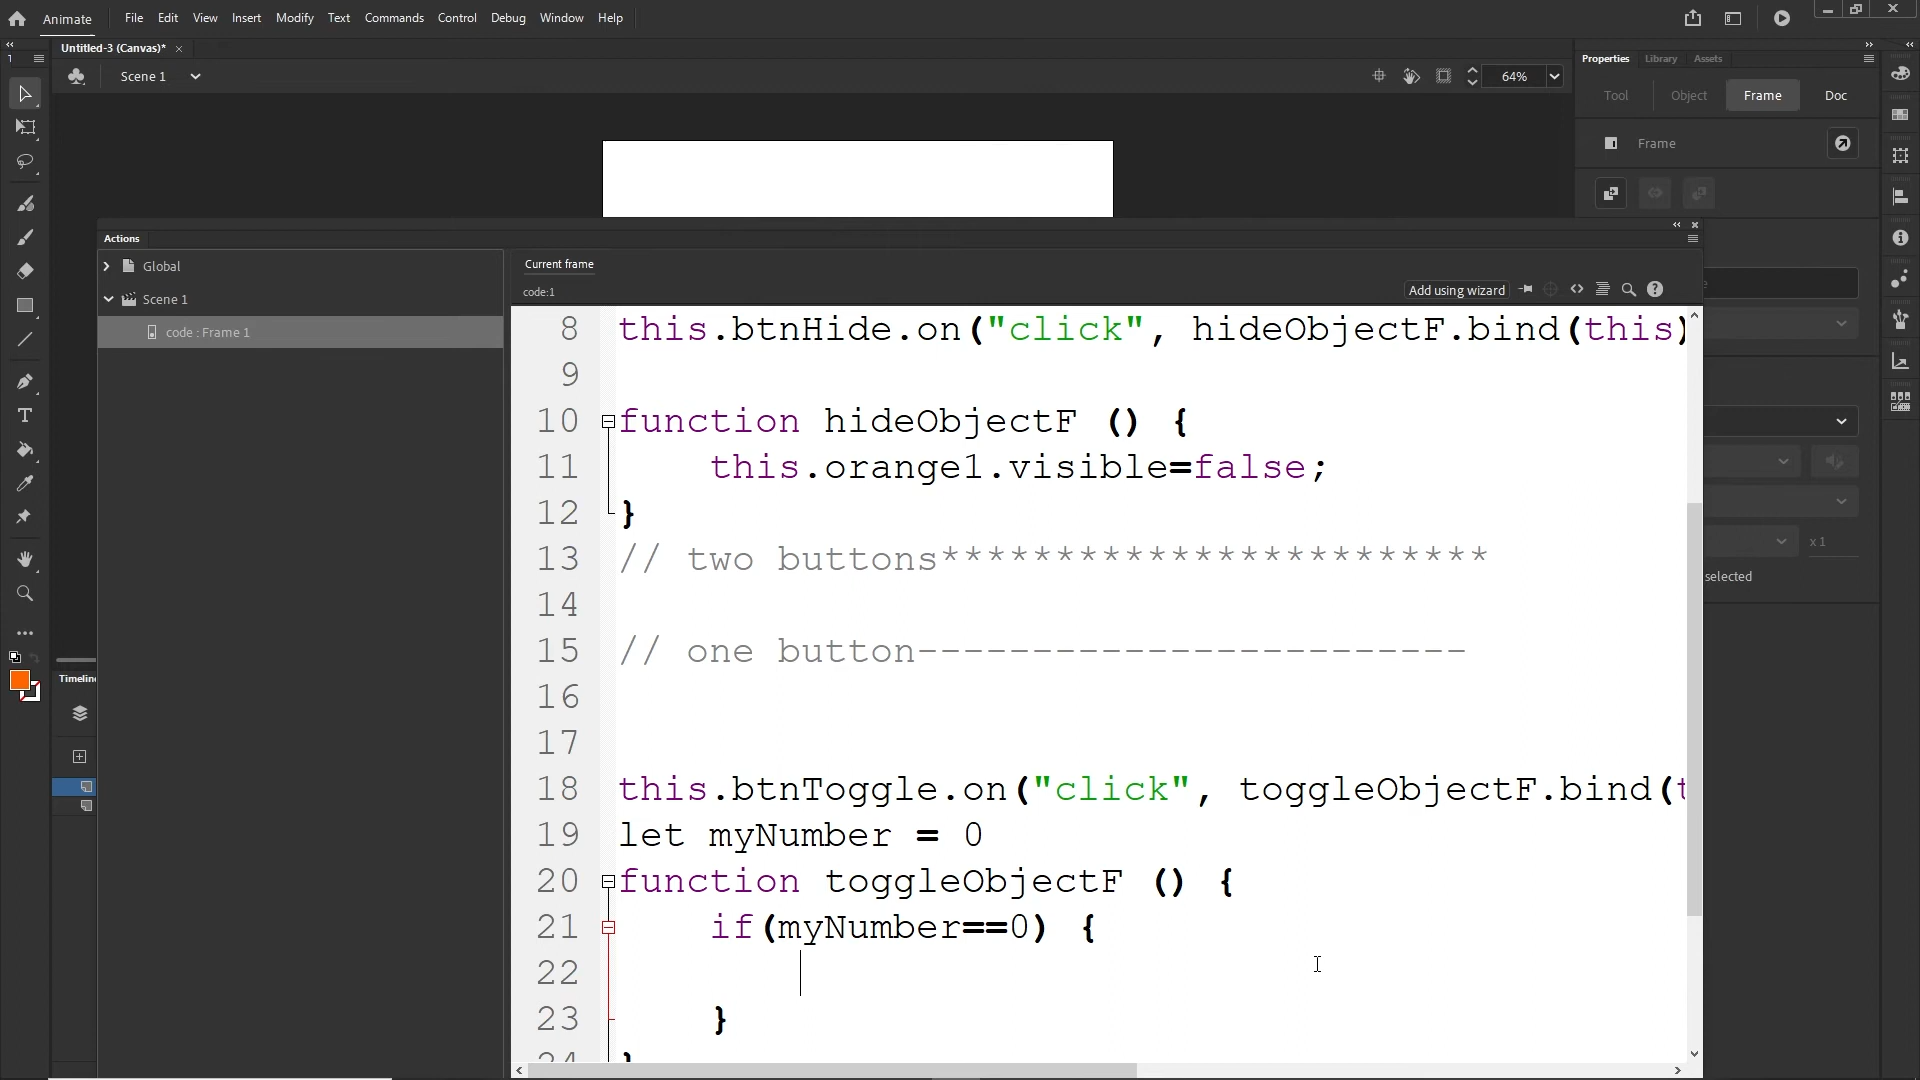 Animate File Edit View Insert Modify Text Commands Control Debug Window Help
Untitled-3 (Canvas)* ×
Scene 1
64%
Properties Library Assets
Tool Object Frame Doc
Frame
x 1
selected
Actions
Global
Scene 1
code : Frame 1
Timeline
Current frame
code:1
Add using wizard
8 this.btnHide.on("click", hideObjectF.bind(this)
9
10 function hideObjectF () {
11 this.orange1.visible=false;
12 }
13 // two buttons************************
14
15 // one button------------------------
16
17
18 this.btnToggle.on("click", toggleObjectF.bind(t
19 let myNumber = 0
20 function toggleObjectF () {
21 if(myNumber==0) {
22
23 }
24 }